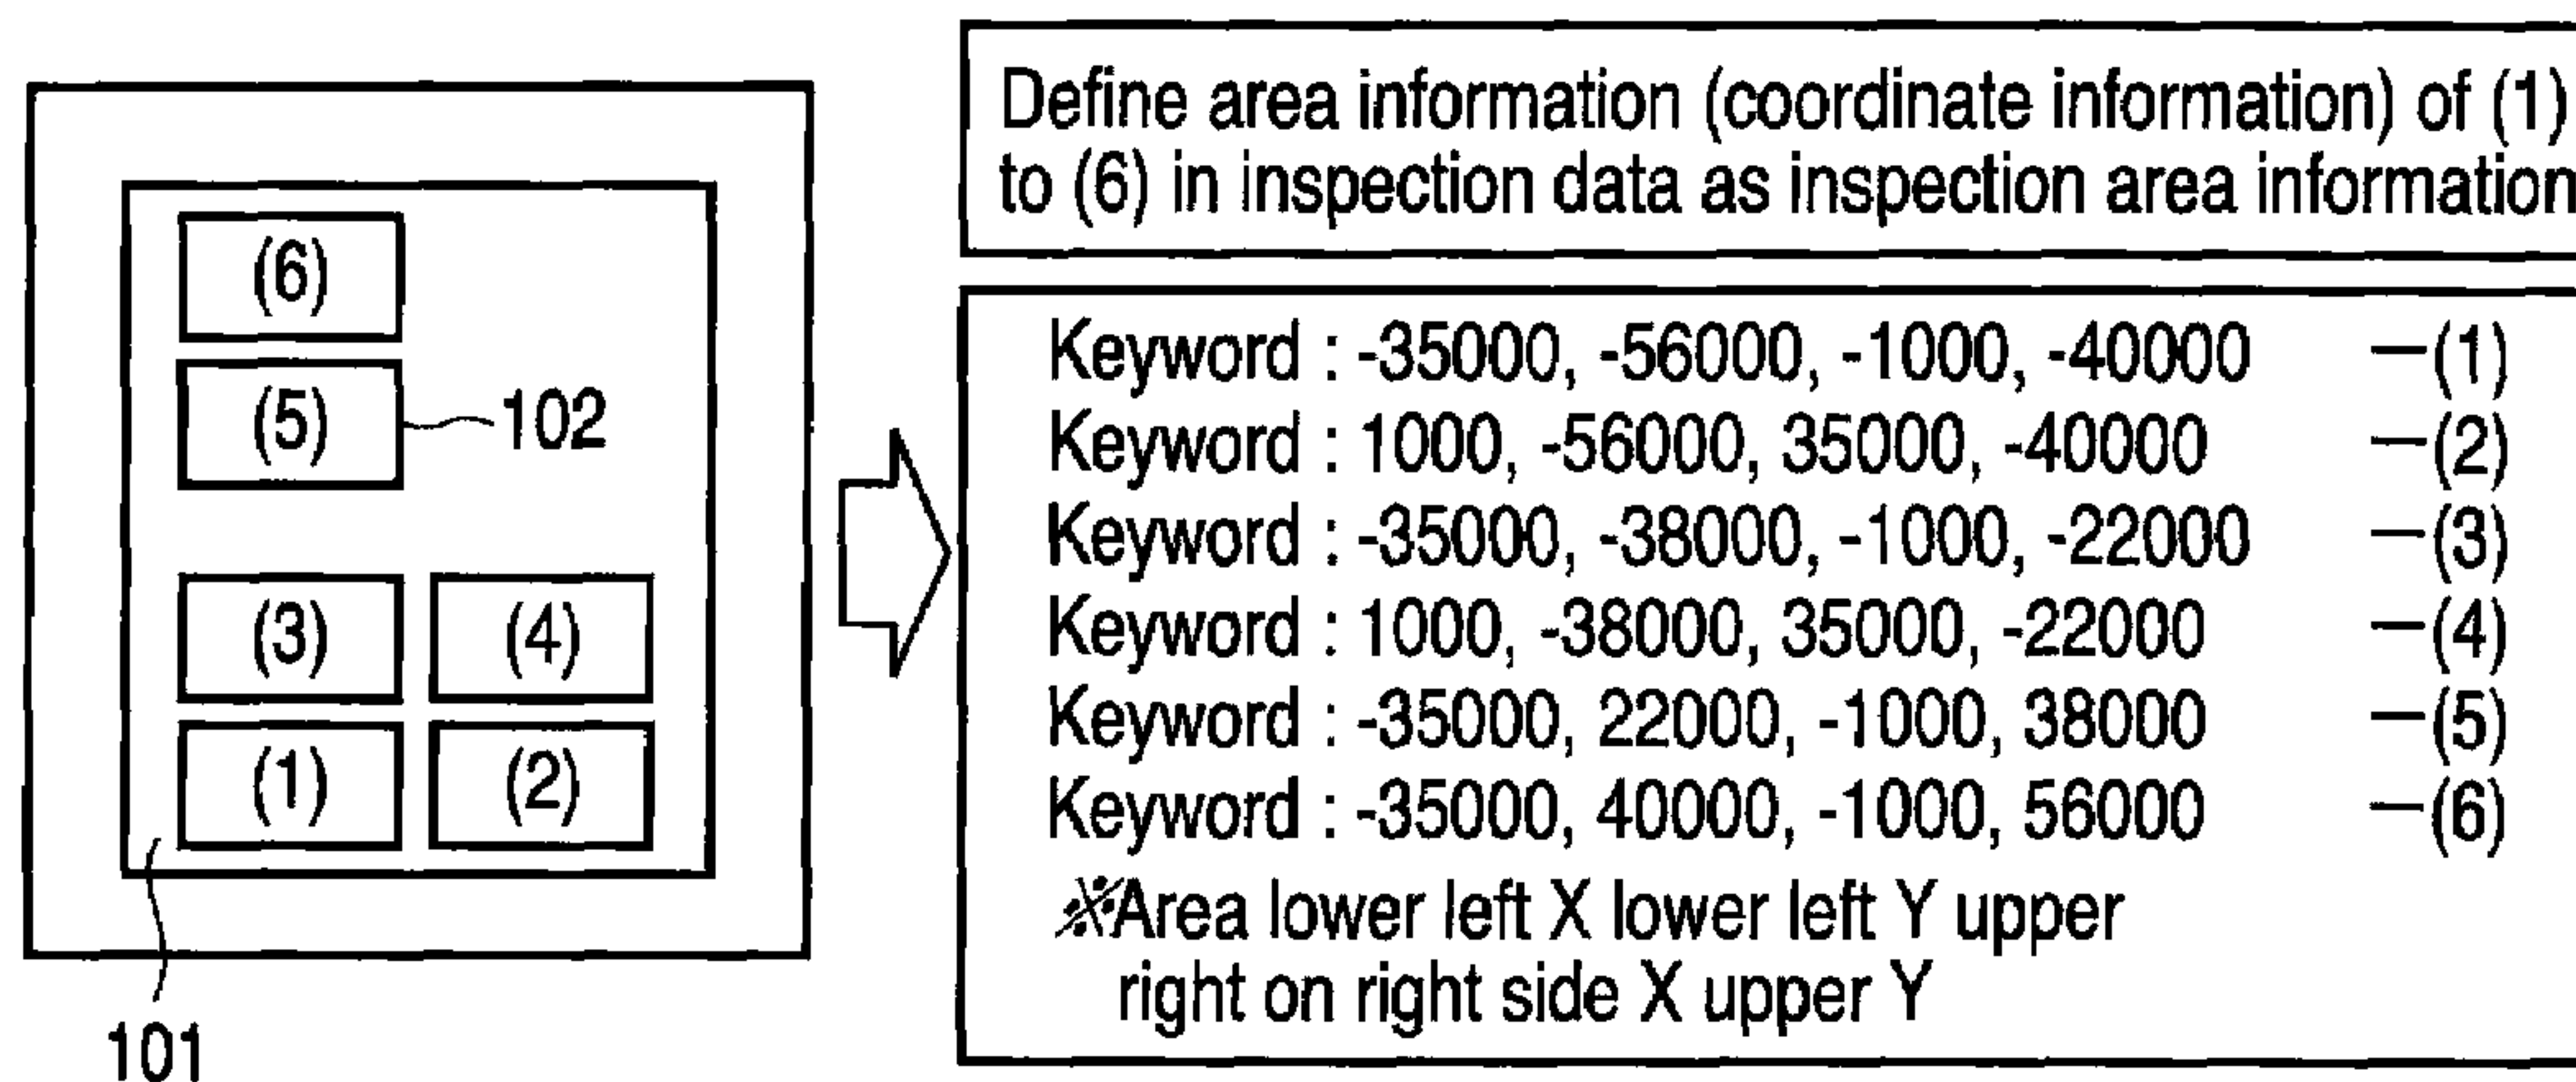 (6)
(5)
102
(3)
(4)
(1)
(2)
101
Define area information (coordinate information) of (1)
to (6) in inspection data as inspection area information
Keyword : -35000, -56000, -1000, -40000 —(1)
Keyword : 1000, -56000, 35000, -40000 —(2)
Keyword : -35000, -38000, -1000, -22000 —(3)
Keyword : 1000, -38000, 35000, -22000 —(4)
Keyword : -35000, 22000, -1000, 38000 —(5)
Keyword : -35000, 40000, -1000, 56000 —(6)
※Area lower left X lower left Y upper
right on right side X upper Y